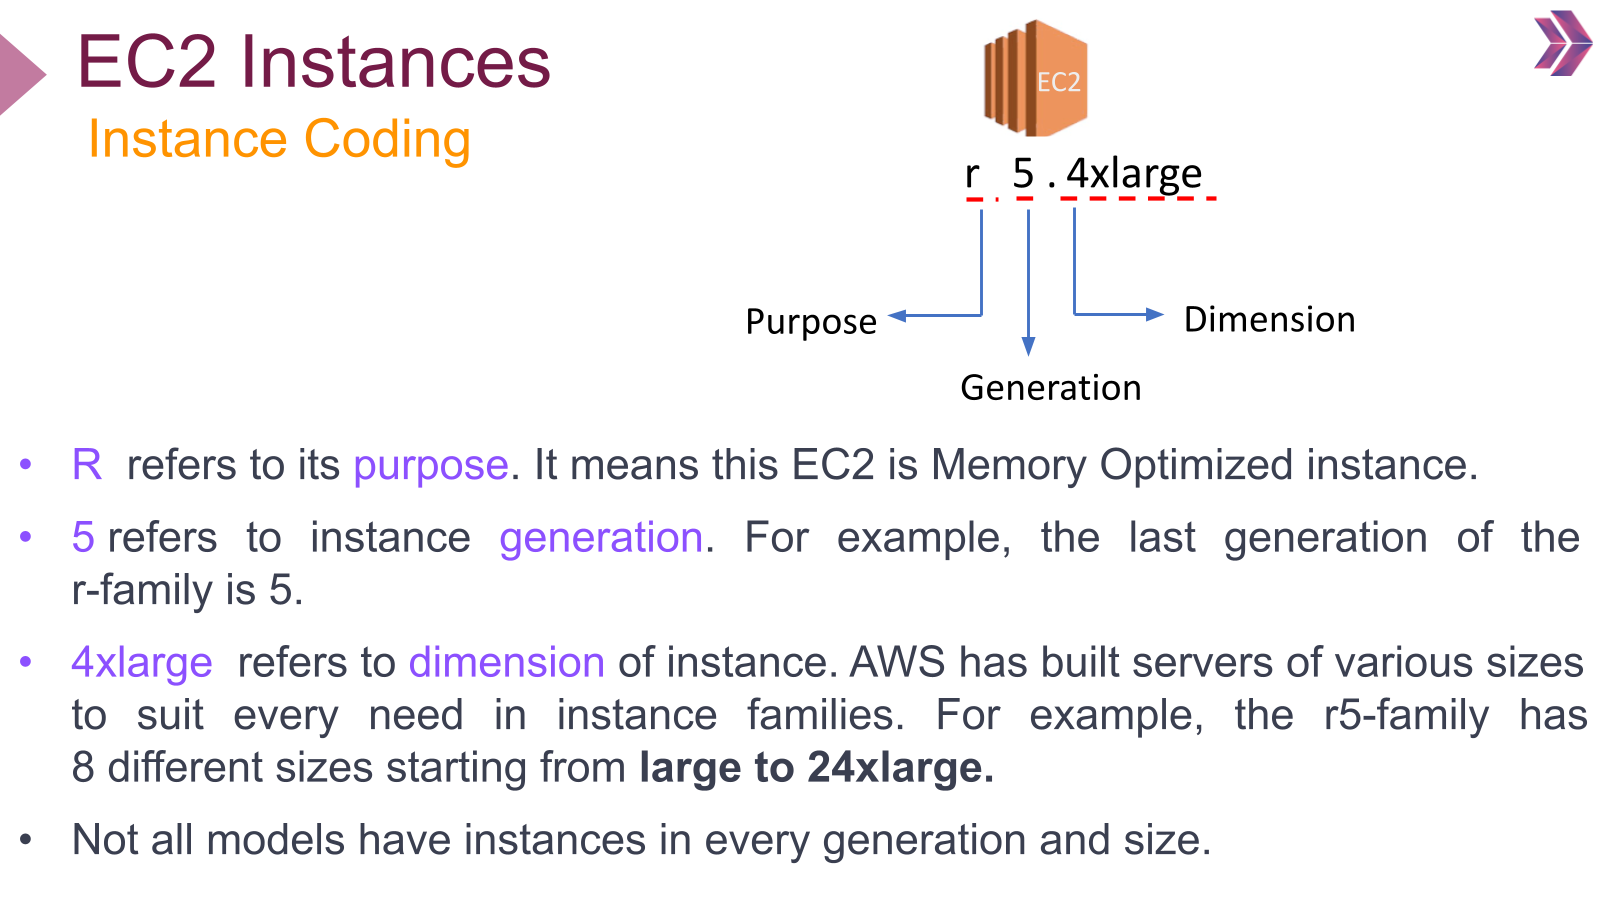 EC2 Instances
Instance Coding
EC2
r 5 . 4xlarge
Purpose
Dimension
Generation
• R refers to its purpose. It means this EC2 is Memory Optimized instance.
• 5 refers to instance generation. For example, the last generation of the
r-family is 5.
• 4xlarge refers to dimension of instance. AWS has built servers of various sizes
to suit every need in instance families. For example, the r5-family has
8 different sizes starting from large to 24xlarge.
• Not all models have instances in every generation and size.